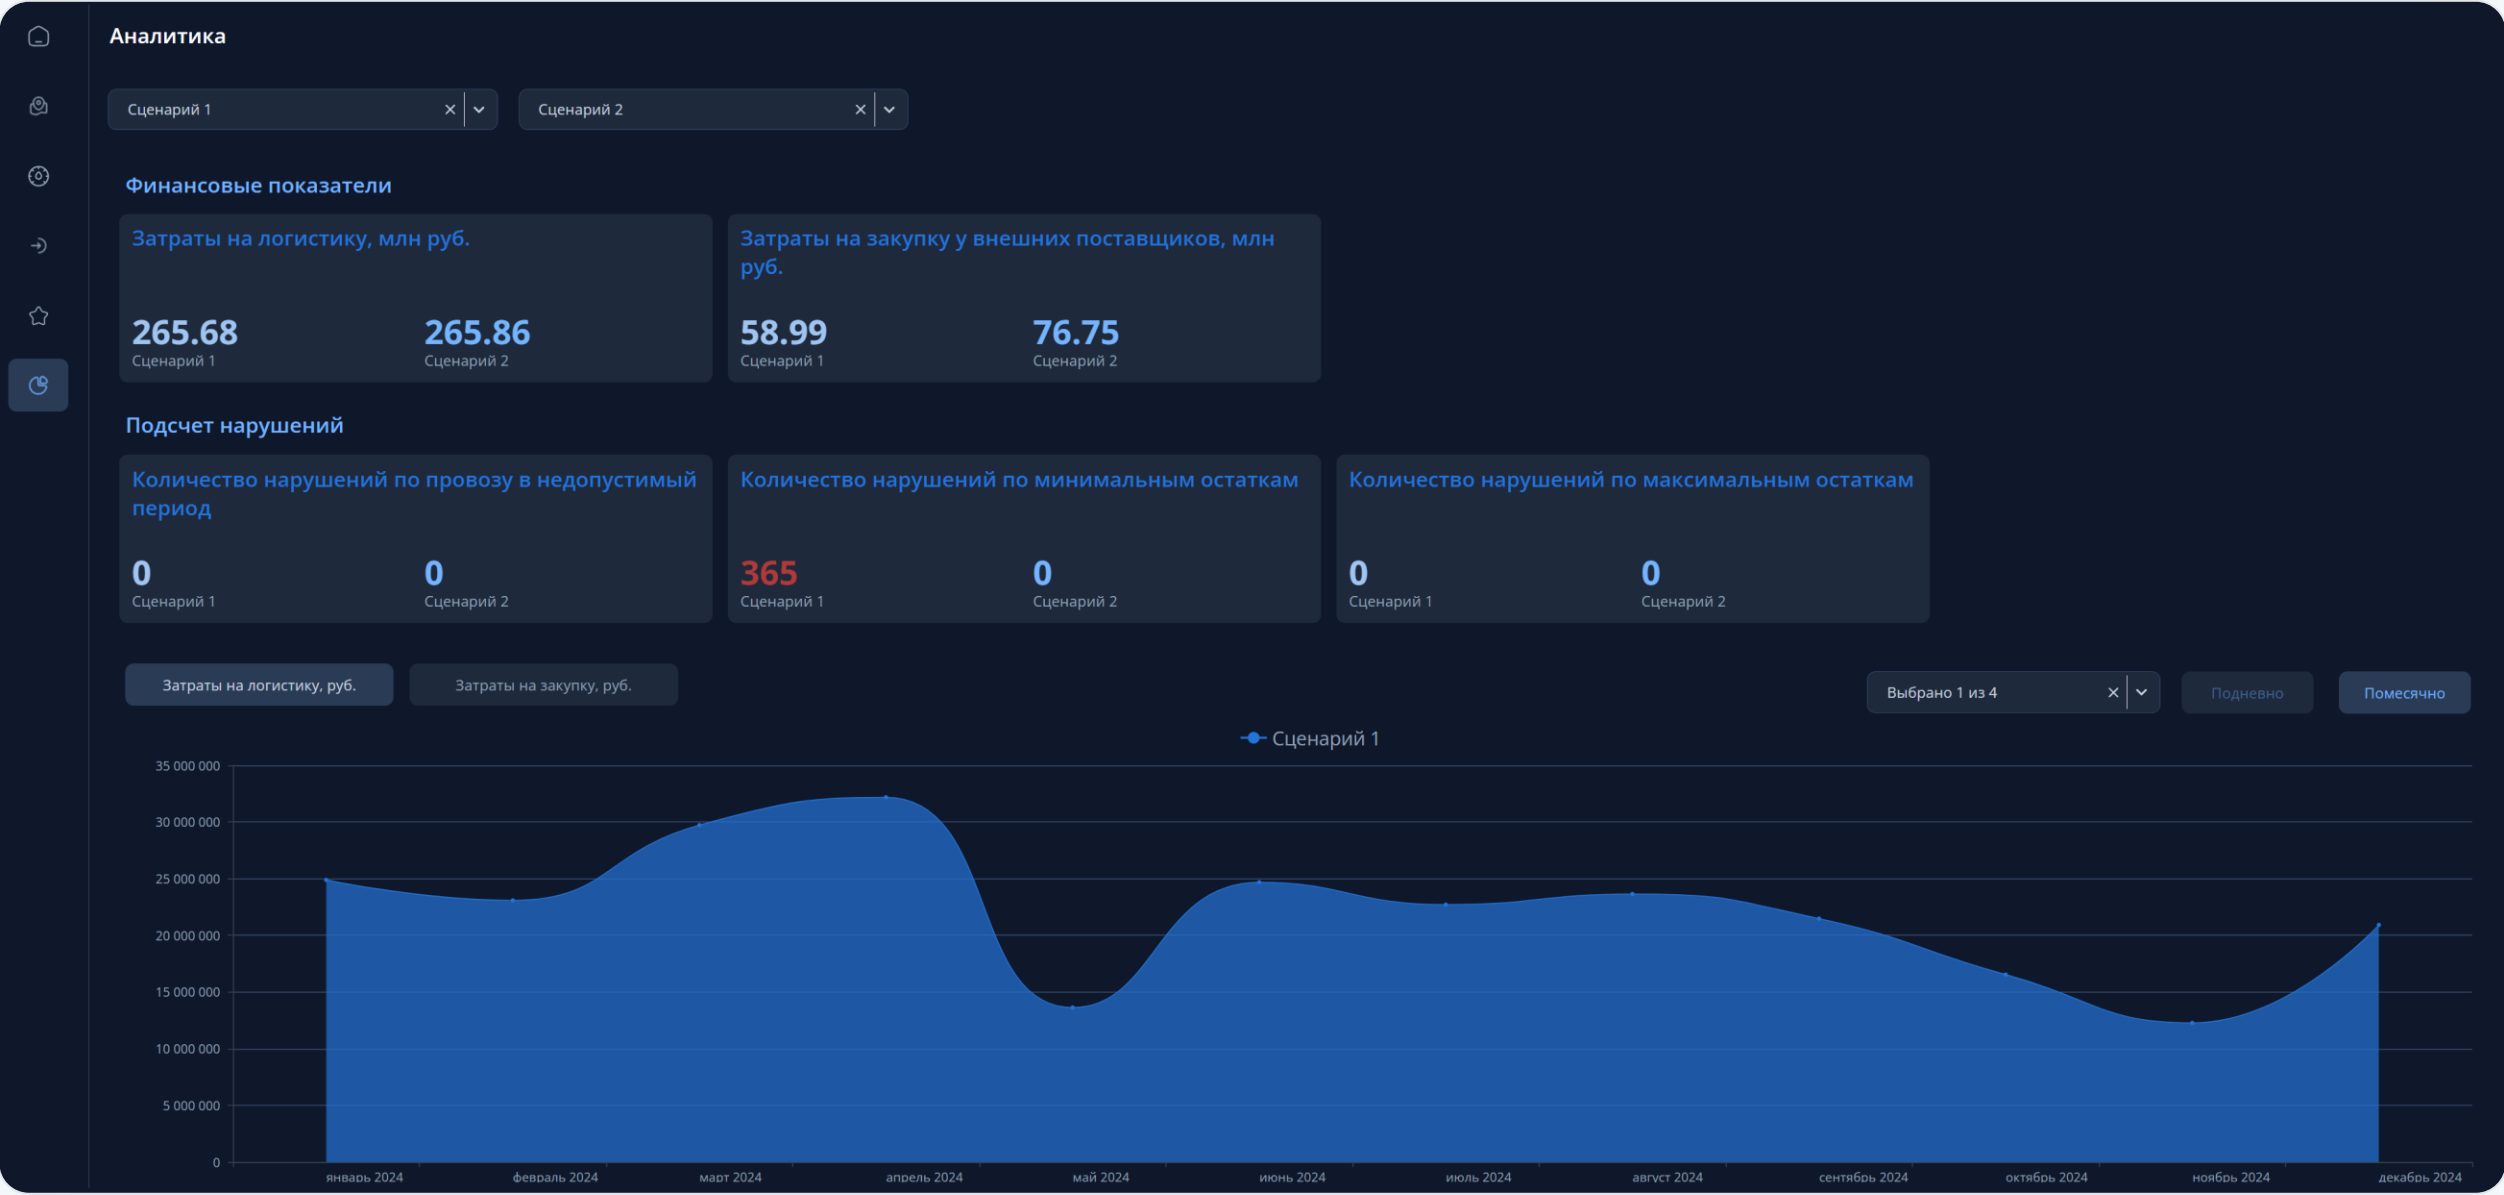 Аналитика
Сценарий 1
Сценарий 2
Финансовые показатели
Затраты на логистику, млн руб.
265.68
265.86
Сценарий 1
Сценарий 2
Затраты на закупку у внешних поставщиков, млн
руб.
58.99
76.75
Сценарий 1
Сценарий 2
Подсчет нарушений
Количество нарушений по провозу в недопустимый
период
0
0
Сценарий 1
Сценарий 2
Количество нарушений по минимальным остаткам
365
0
Сценарий 1
Сценарий 2
Количество нарушений по максимальным остаткам
0
0
Сценарий 1
Сценарий 2
Затраты на логистику, руб.
Затраты на закупку, руб.
Выбрано 1 из 4
Подневно
Помесячно
Сценарий 1
35 000 000
30 000 000
25 000 000
20 000 000
15 000 000
10 000 000
5 000 000
0
январь 2024
февраль 2024
март 2024
апрель 2024
май 2024
июнь 2024
июль 2024
август 2024
сентябрь 2024
октябрь 2024
ноябрь 2024
декабрь 2024